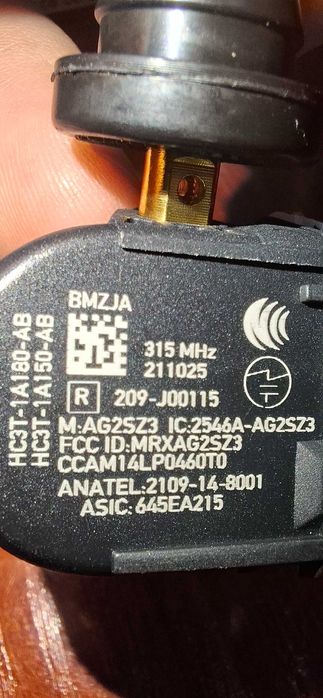 HC3T-1A180-AB
HC3T-1A150-AB
BMZJA
315 MHz
211025
R 209-J00115
M:AG2SZ3 IC:2546A-AG2SZ3
FCC ID:MRXAG2SZ3
CCAM14LP0460T0
ANATEL:2109-14-8001
ASIC:645EA215